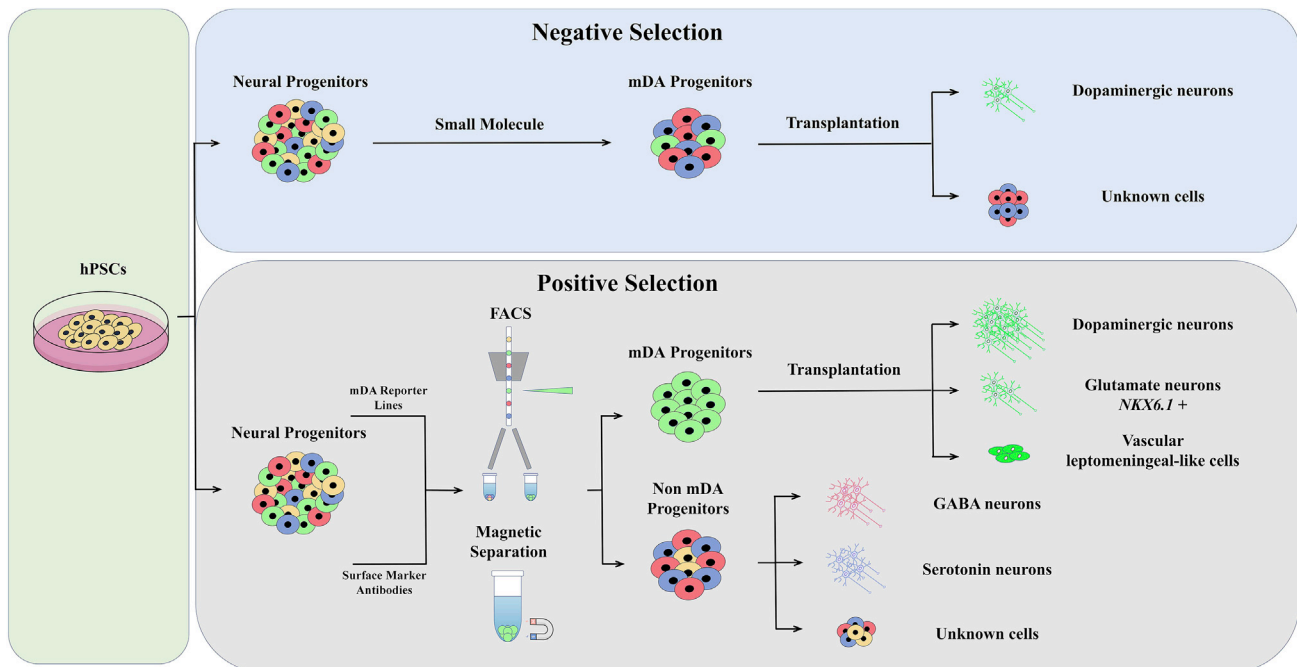 Negative Selection
Neural Progenitors
Small Molecule
mDA Progenitors
Transplantation
Dopaminergic neurons
Unknown cells
hPSCs
Positive Selection
FACS
mDA Reporter
Lines
Neural Progenitors
Surface Marker
Antibodies
Magnetic
Separation
mDA Progenitors
Transplantation
Dopaminergic neurons
Glutamate neurons
NKX6.1 +
Vascular
leptomeningeal-like cells
Non mDA
Progenitors
GABA neurons
Serotonin neurons
Unknown cells